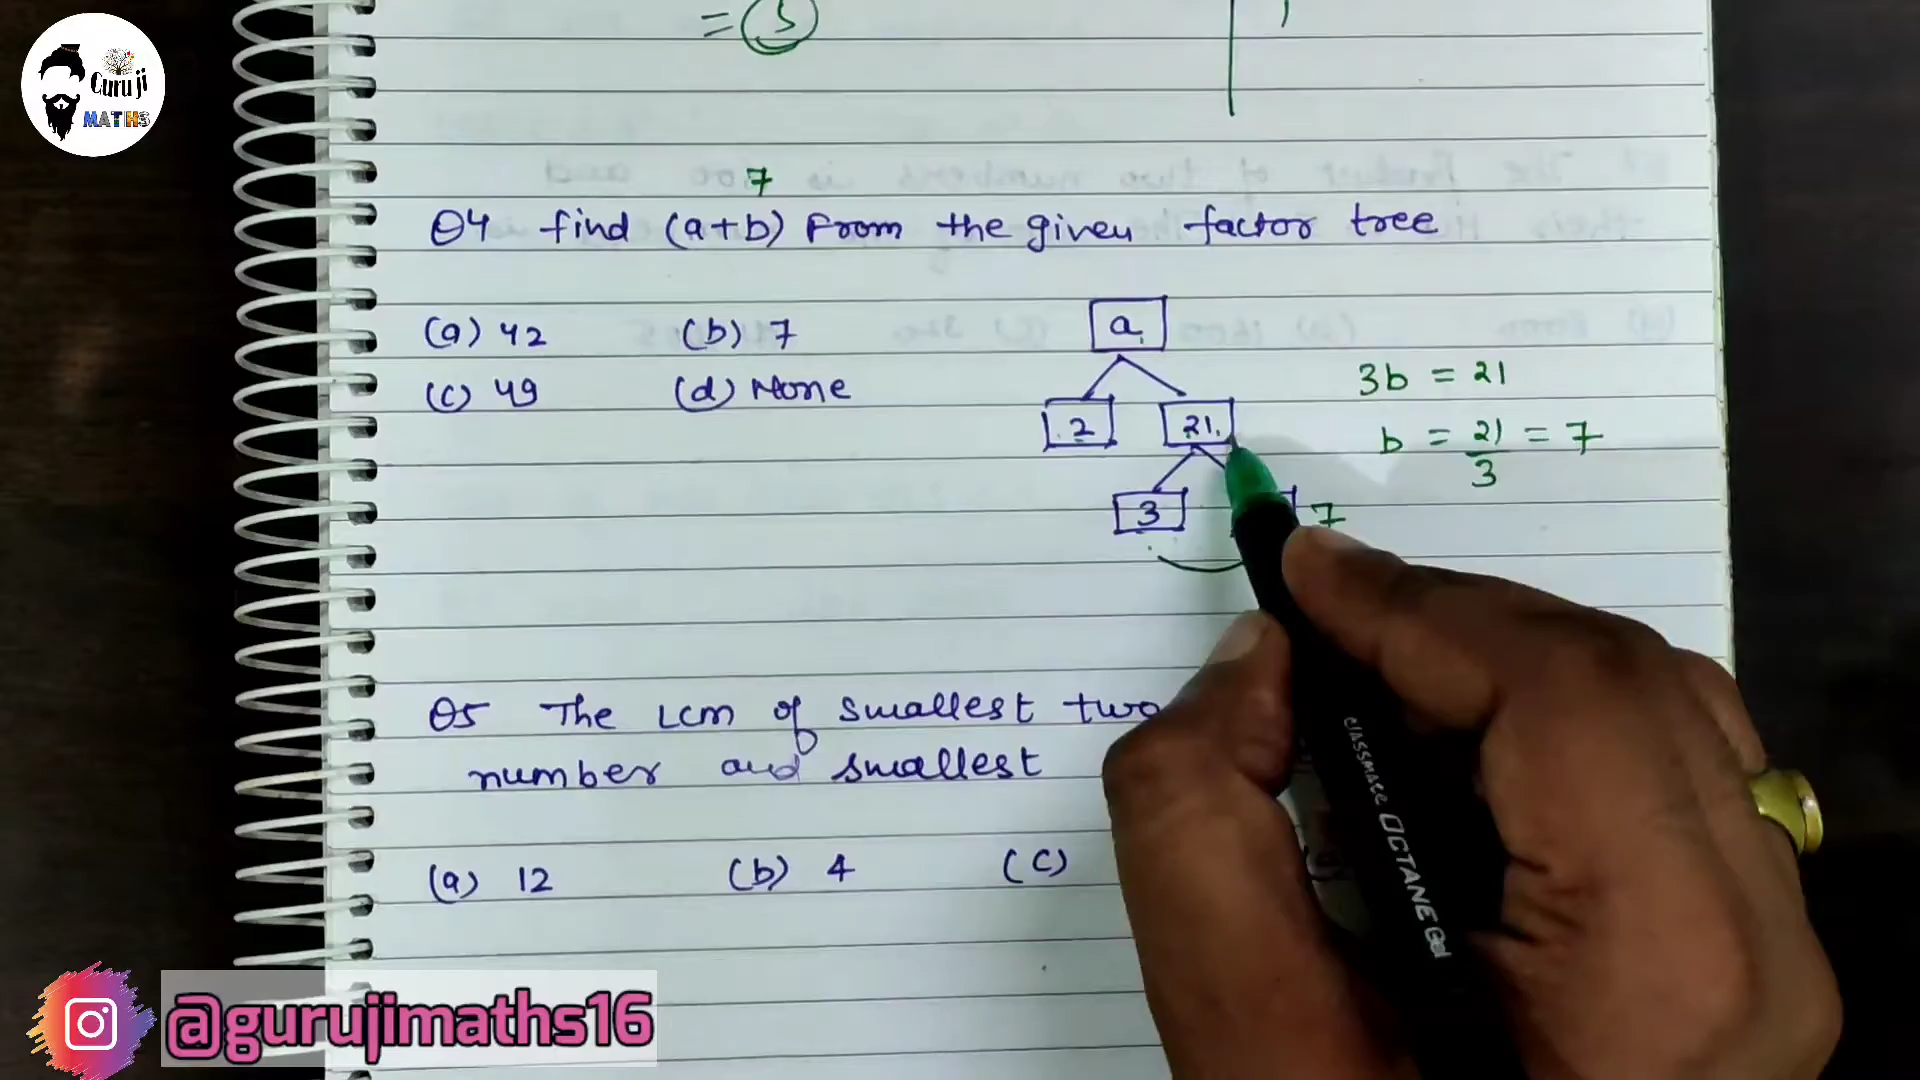 Guru ji
MATHS
= 3
7
Q4 find (a+b) From the given factor tree
(a) 42 (b) 7
(c) 49 (d) None
a
2 21
3 7
3b = 21
b = 21/3 = 7
Q5 The LCM of smallest two
number and smallest
(a) 12 (b) 4 (C)
classmate OCTANE Gel
@gurujimaths16